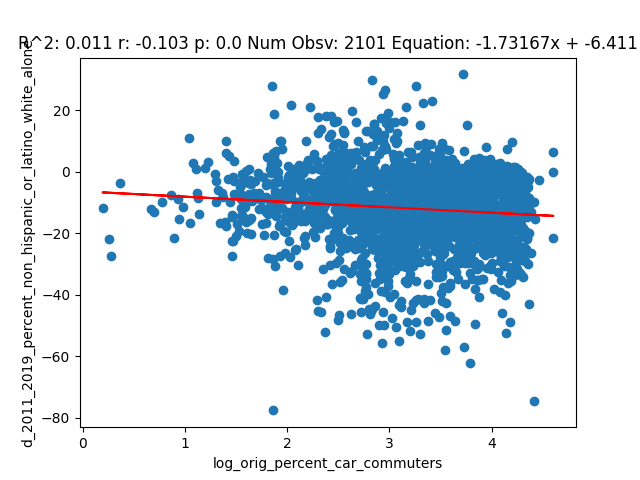 R^2: 0.011 r: -0.103 p: 0.0 Num Obsv: 2101 Equation: -1.73167x + -6.411
d_2011_2019_percent_non_hispanic_or_latino_white_alone
20
0
−20
−40
−60
−80
0 1 2 3 4
log_orig_percent_car_commuters